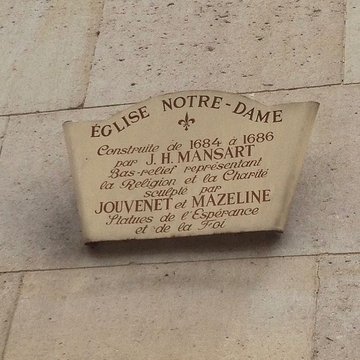 ÉGLISE NOTRE-DAME
Construite de 1684 à 1686
par J.H. MANSART
Bas-relief représentant
la Religion et la Charité
sculpté par
JOUVENET et MAZELINE
Statues de l'Espérance
et de la Foi